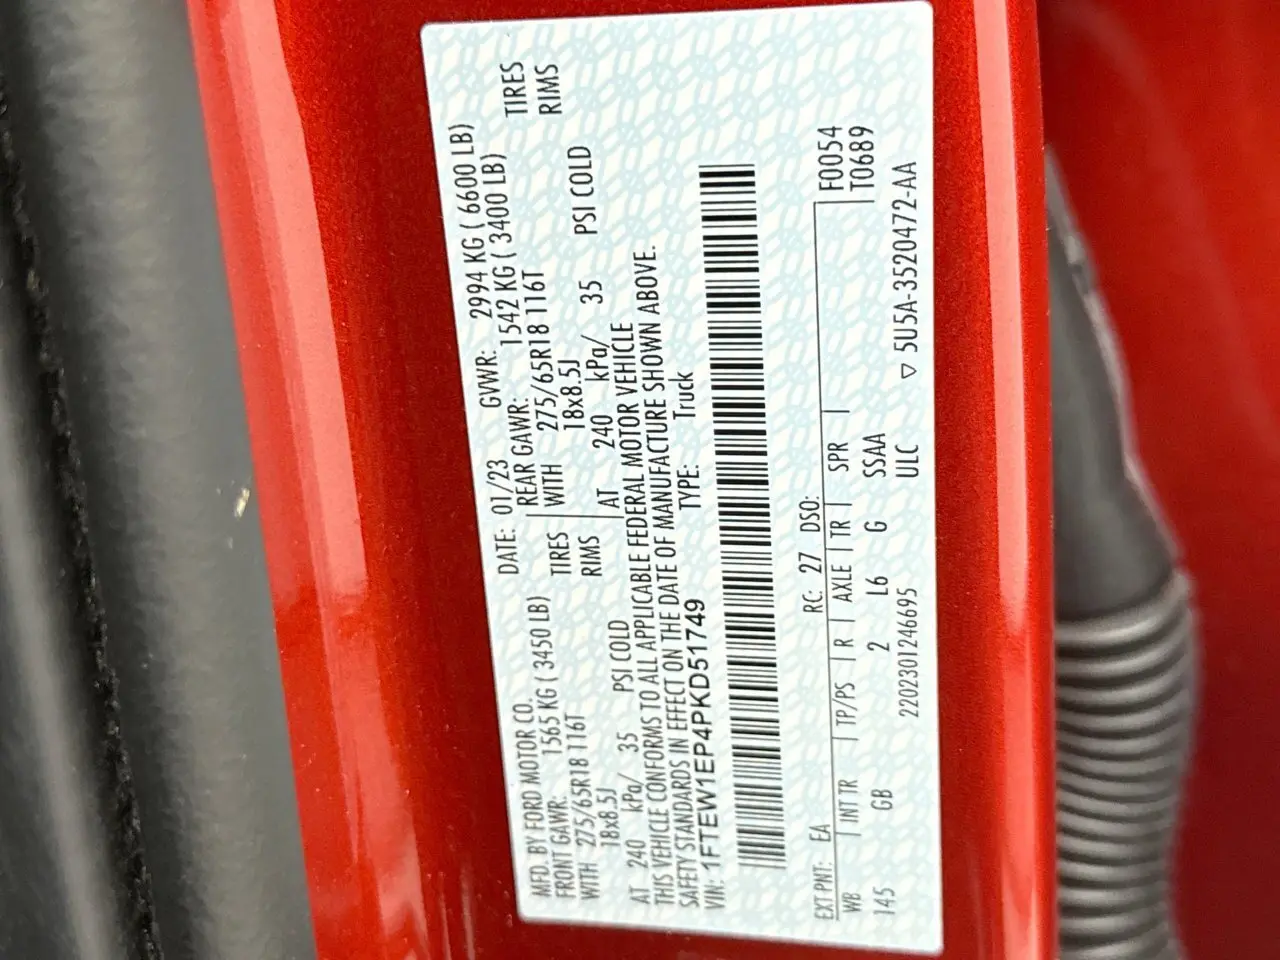 MFD. BY FORD MOTOR CO.
DATE: 01/23 GVWR: 2994 KG ( 6600 LB)
FRONT GAWR: 1565 KG ( 3450 LB) REAR GAWR: 1542 KG ( 3400 LB)
WITH 275/65R18 116T TIRES WITH 275/65R18 116T TIRES
18x8.5J RIMS 18x8.5J RIMS
AT 240 kPa/ 35 PSI COLD AT 240 kPa/ 35 PSI COLD
THIS VEHICLE CONFORMS TO ALL APPLICABLE FEDERAL MOTOR VEHICLE
SAFETY STANDARDS IN EFFECT ON THE DATE OF MANUFACTURE SHOWN ABOVE.
VIN: 1FTEW1EP4PKD51749 TYPE: Truck
EXT PNT: EA RC: 27 DSO: F0054
WB INT TR TP/PS R AXLE TR SPR T0689
145 GB 2 L6 G SSAA
2202301246695 ULC ▽ 5U5A-3520472-AA